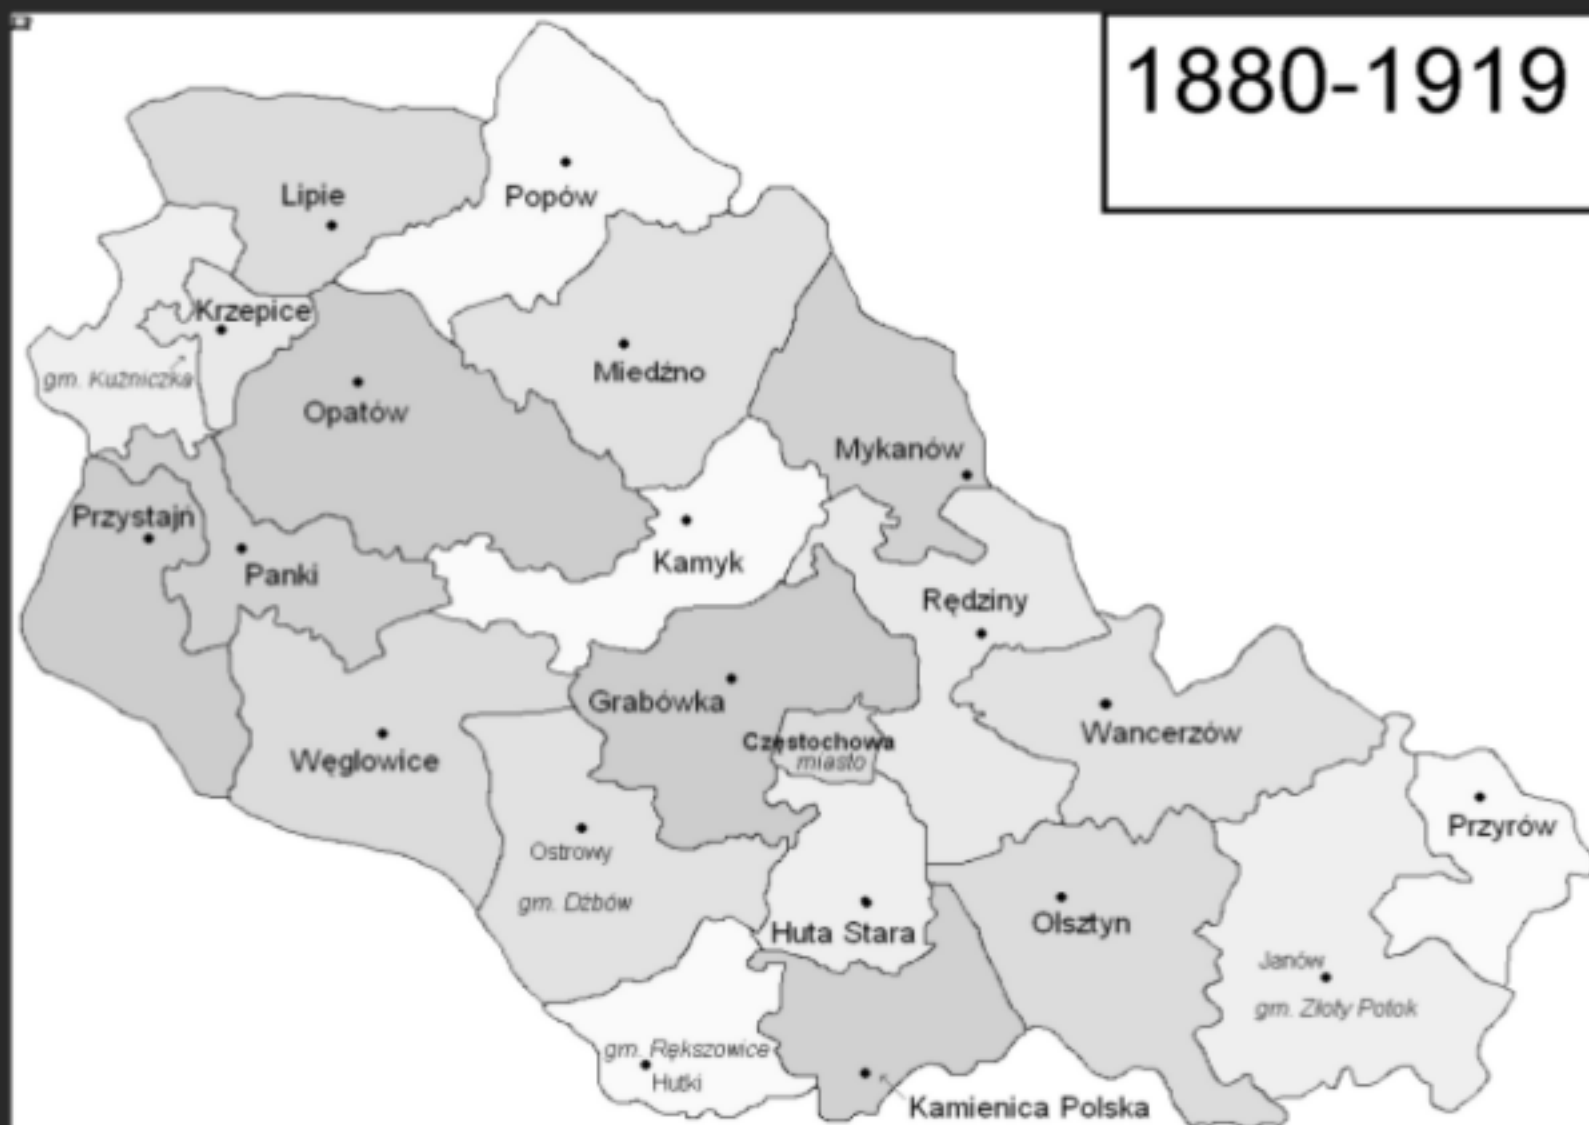 1880-1919
Lipie
Popów
Krzepice
gm. Kuźniczka
Miedźno
Opatów
Mykanów
Przystajń
Kamyk
Panki
Rędziny
Grabówka
Częstochowa
miasto
Wancerzów
Węglowice
Przyrów
Ostrowy
gm. Dźbów
Huta Stara
Olsztyn
Janów
gm. Złoty Potok
gm. Rększowice
Hutki
Kamienica Polska